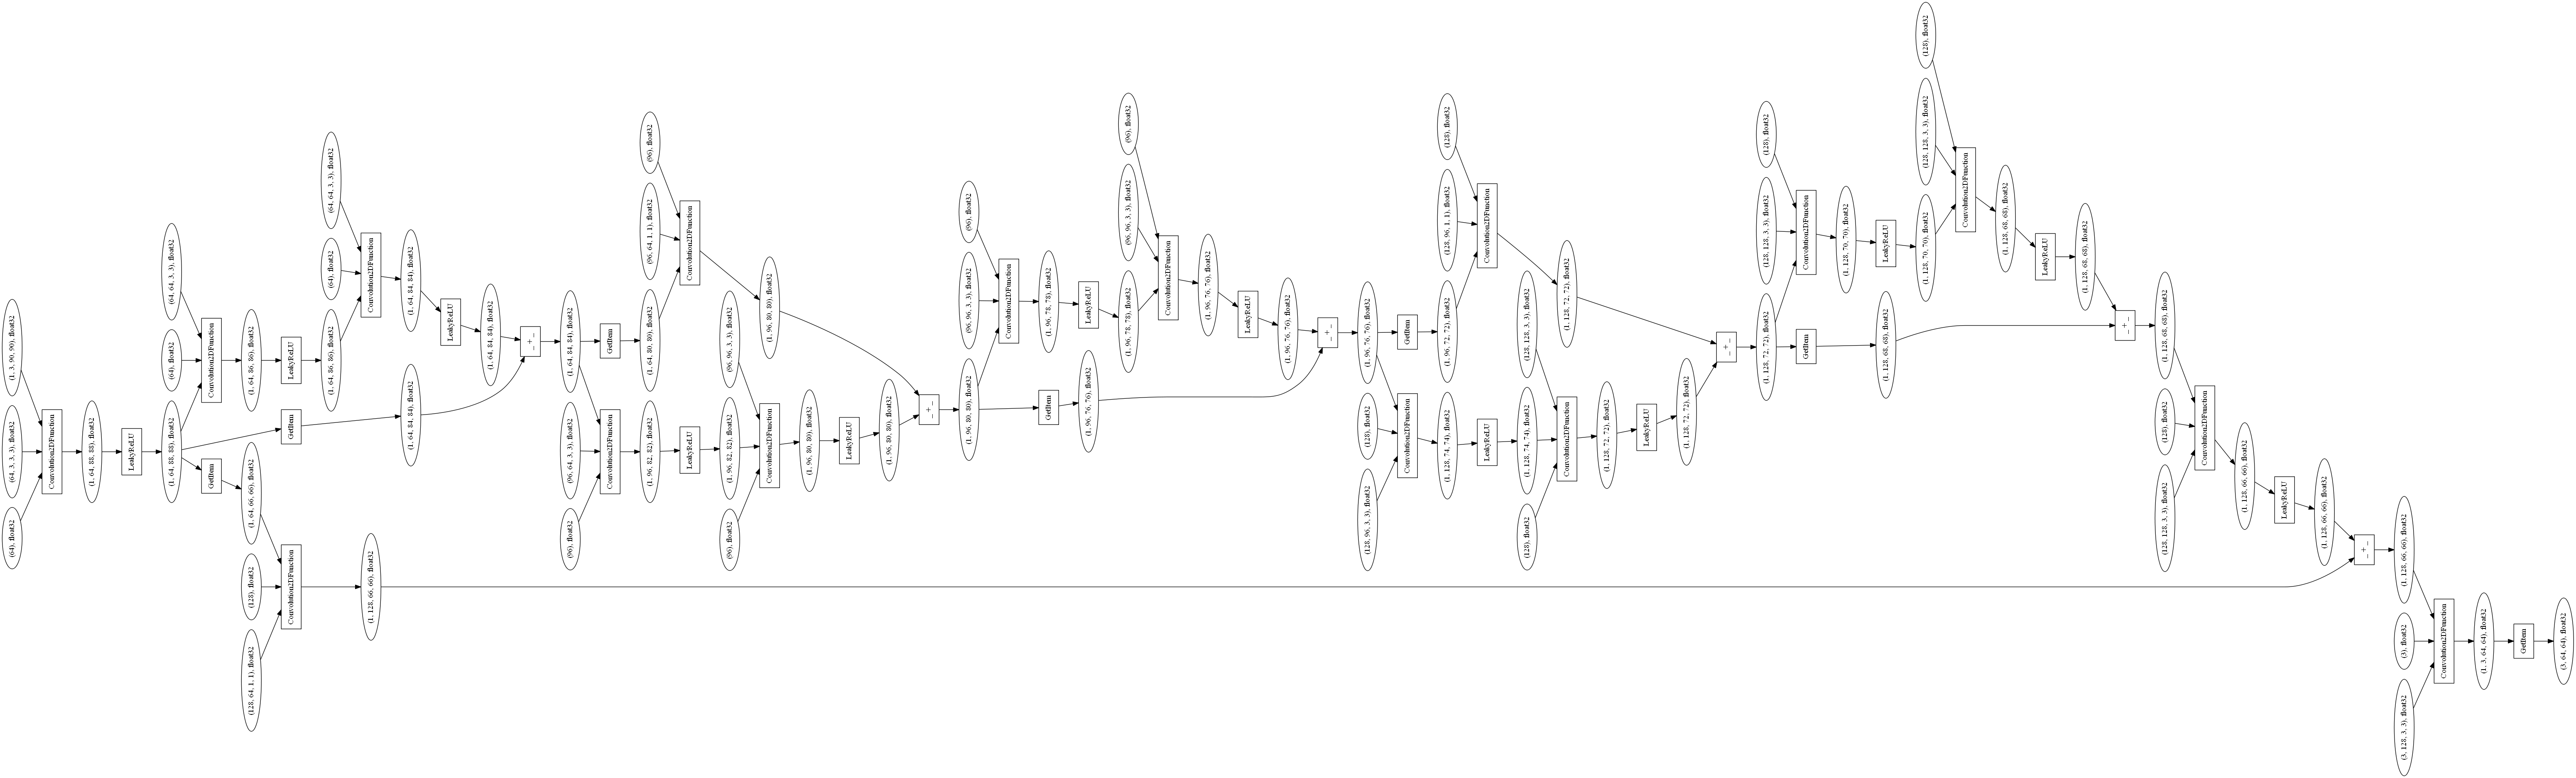 (1, 3, 90, 90), float32
(64, 3, 3, 3), float32
(64), float32
Convolution2DFunction
(1, 64, 88, 88), float32
LeakyReLU
(64, 64, 3, 3), float32
(64), float32
(1, 64, 88, 88), float32
Convolution2DFunction
GetItem
(1, 64, 86, 86), float32
(1, 64, 66, 66), float32
(128), float32
(128, 64, 1, 1), float32
LeakyReLU
GetItem
Convolution2DFunction
(64, 64, 3, 3), float32
(64), float32
(1, 64, 86, 86), float32
Convolution2DFunction
(1, 128, 66, 66), float32
(1, 64, 84, 84), float32
(1, 64, 84, 84), float32
LeakyReLU
(1, 64, 84, 84), float32
_ + _
(1, 64, 84, 84), float32
(96, 64, 3, 3), float32
(96), float32
GetItem
Convolution2DFunction
(96), float32
(96, 64, 1, 1), float32
(1, 64, 80, 80), float32
(1, 96, 82, 82), float32
Convolution2DFunction
LeakyReLU
(96, 96, 3, 3), float32
(1, 96, 82, 82), float32
(96), float32
(1, 96, 80, 80), float32
Convolution2DFunction
(1, 96, 80, 80), float32
LeakyReLU
(1, 96, 80, 80), float32
_ + _
(96), float32
(96, 96, 3, 3), float32
(1, 96, 80, 80), float32
Convolution2DFunction
(1, 96, 78, 78), float32
GetItem
LeakyReLU
(1, 96, 76, 76), float32
(96), float32
(96, 96, 3, 3), float32
(1, 96, 78, 78), float32
Convolution2DFunction
(1, 96, 76, 76), float32
LeakyReLU
(1, 96, 76, 76), float32
_ + _
(1, 96, 76, 76), float32
(128), float32
(128, 96, 3, 3), float32
GetItem
Convolution2DFunction
(128), float32
(128, 96, 1, 1), float32
(1, 96, 72, 72), float32
(1, 128, 74, 74), float32
Convolution2DFunction
LeakyReLU
(128, 128, 3, 3), float32
(1, 128, 74, 74), float32
(128), float32
(1, 128, 72, 72), float32
Convolution2DFunction
(1, 128, 72, 72), float32
LeakyReLU
(1, 128, 72, 72), float32
_ + _
(128), float32
(128, 128, 3, 3), float32
(1, 128, 72, 72), float32
Convolution2DFunction
GetItem
(1, 128, 70, 70), float32
LeakyReLU
(1, 128, 68, 68), float32
(128), float32
(128, 128, 3, 3), float32
(1, 128, 70, 70), float32
Convolution2DFunction
(1, 128, 68, 68), float32
LeakyReLU
(1, 128, 68, 68), float32
_ + _
(1, 128, 68, 68), float32
(128), float32
(128, 128, 3, 3), float32
Convolution2DFunction
(1, 128, 66, 66), float32
LeakyReLU
(1, 128, 66, 66), float32
_ + _
(1, 128, 66, 66), float32
(3), float32
(3, 128, 3, 3), float32
Convolution2DFunction
(1, 3, 64, 64), float32
GetItem
(3, 64, 64), float32